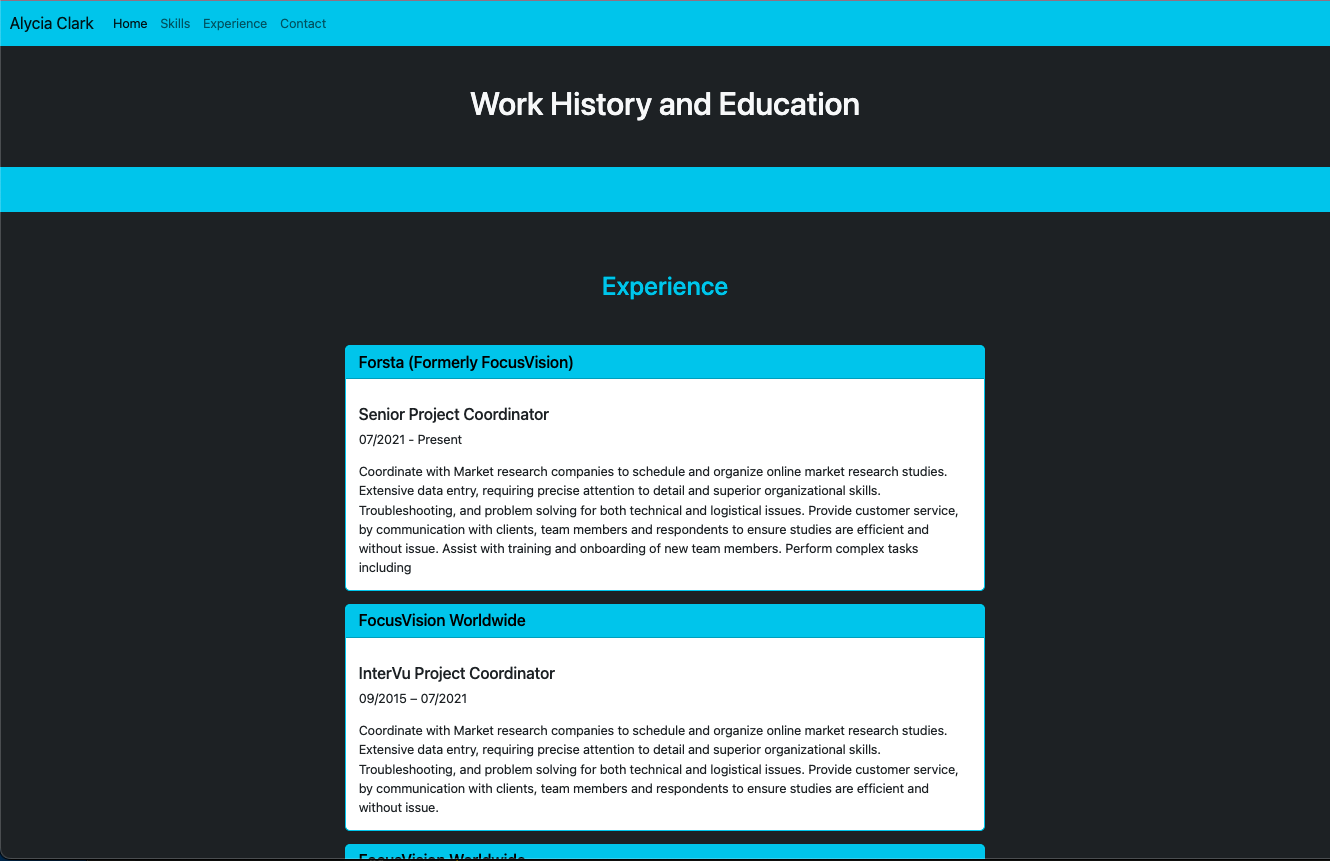 Alycia Clark Home Skills Experience Contact
Work History and Education
Experience
Forsta (Formerly FocusVision)
Senior Project Coordinator
07/2021 - Present
Coordinate with Market research companies to schedule and organize online market research studies.
Extensive data entry, requiring precise attention to detail and superior organizational skills.
Troubleshooting, and problem solving for both technical and logistical issues. Provide customer service,
by communication with clients, team members and respondents to ensure studies are efficient and
without issue. Assist with training and onboarding of new team members. Perform complex tasks
including
FocusVision Worldwide
InterVu Project Coordinator
09/2015 – 07/2021
Coordinate with Market research companies to schedule and organize online market research studies.
Extensive data entry, requiring precise attention to detail and superior organizational skills.
Troubleshooting, and problem solving for both technical and logistical issues. Provide customer service,
by communication with clients, team members and respondents to ensure studies are efficient and
without issue.
FocusVision Worldwide